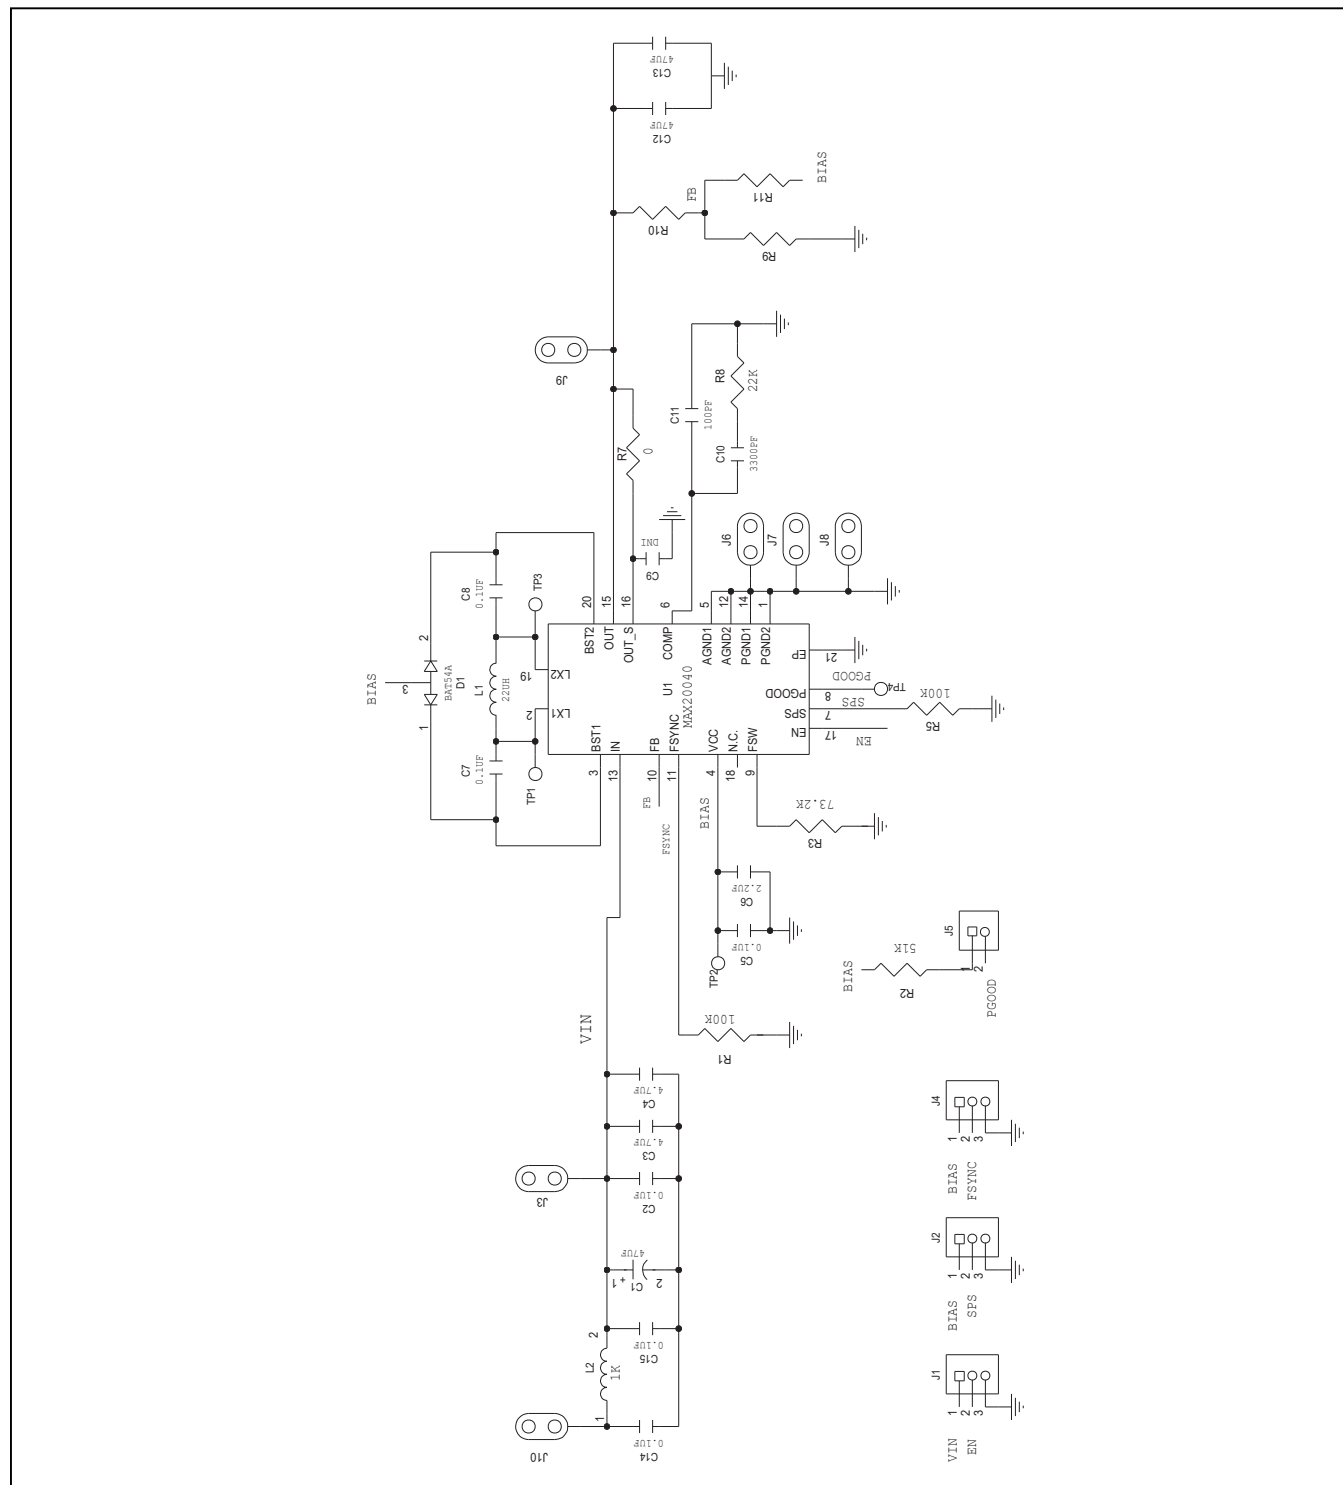 C13
47UF
C12
47UF
BIAS
FB
R11
R10
R9
J9
R8
22K
C11
100PF
C10
3300PF
R7
0
C9
DNI
J6
J7
J8
BIAS
3
2
1
D1
BAT54A
C8
0.1UF
L1
22UH
C7
0.1UF
TP3
TP1
20
15
16
6
5
12
14
1
BST2
OUT
OUT_S
COMP
AGND1
AGND2
PGND1
PGND2
19
LX2
2
LX1
U1
MAX20040
EP
21
PGOOD
8
PGOOD
TP4
SPS
7
SPS
EN
17
EN
R5
100K
BST1
IN
FB
FSYNC
VCC
N.C.
FSW
3
13
10
11
4
18
9
FB
FSYNC
BIAS
73.2K
R3
C6
2.2UF
C5
0.1UF
TP2
VIN
R1
100K
BIAS
R2
51K
J5
1
2
PGOOD
C4
4.7UF
C3
4.7UF
C2
0.1UF
J3
C1
47UF
+
1
2
C15
0.1UF
L2
1K
2
1
C14
0.1UF
J10
J4
1
2
3
BIAS
FSYNC
J2
1
2
3
BIAS
SPS
J1
1
2
3
VIN
EN